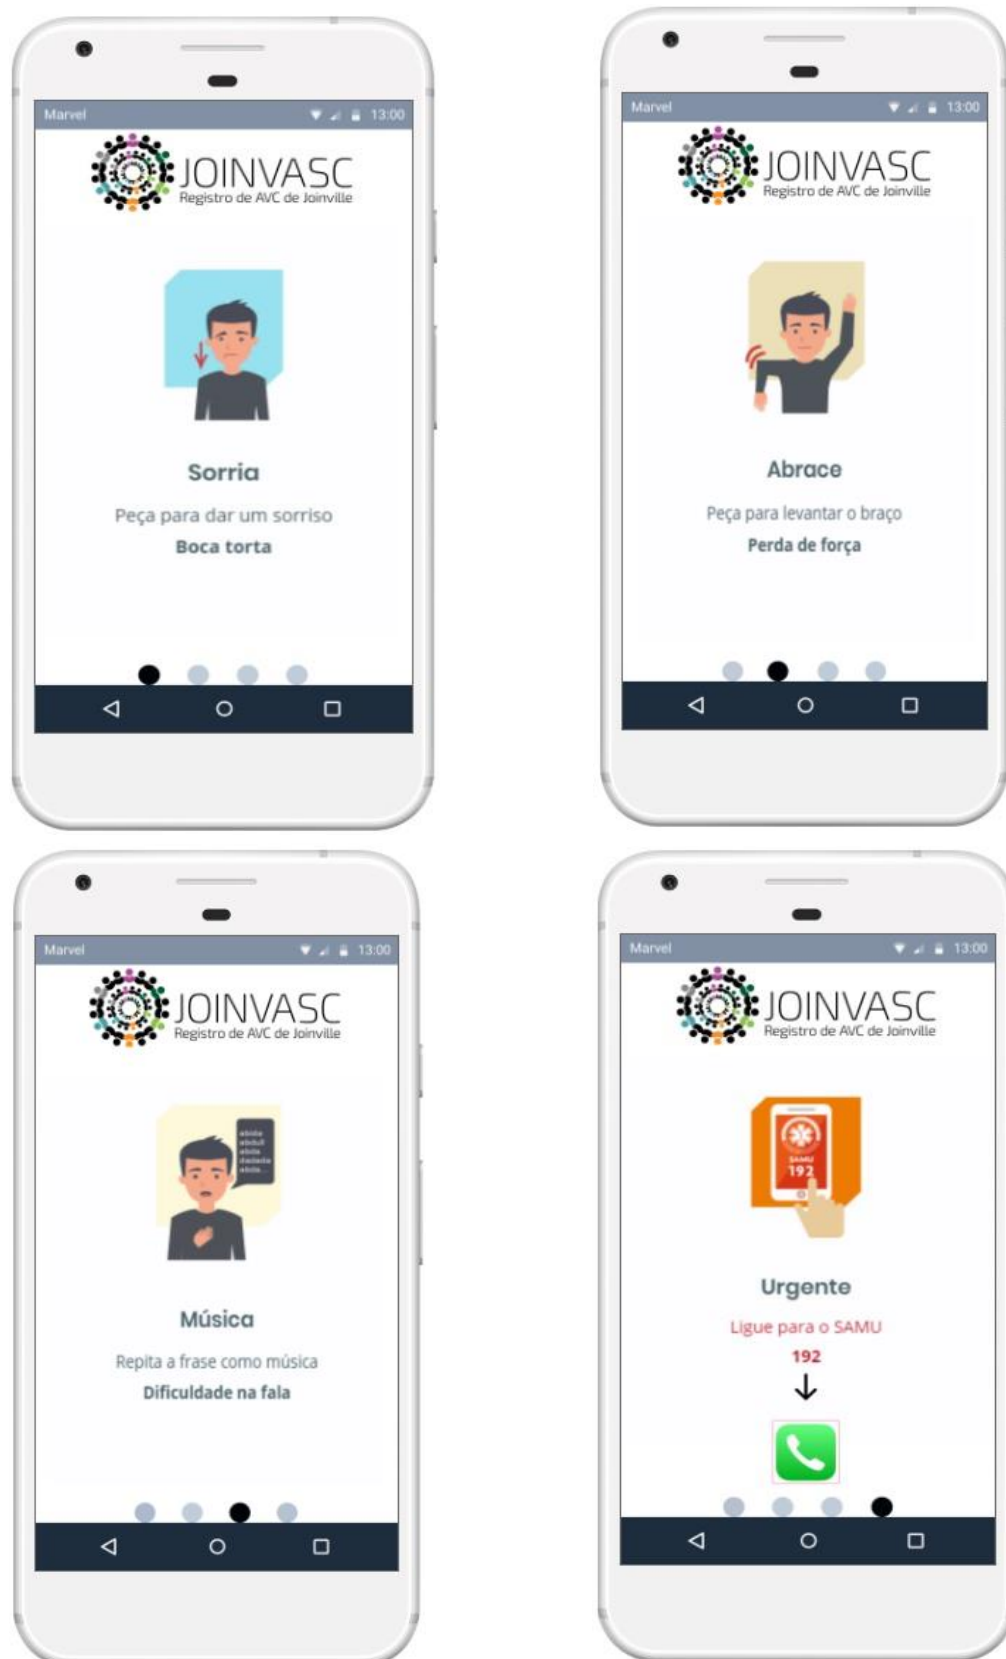 Marvel 13:00
JOINVASC
Registro de AVC de Joinville
Sorria
Peça para dar um sorriso
Boca torta
Marvel 13:00
JOINVASC
Registro de AVC de Joinville
Abrace
Peça para levantar o braço
Perda de força
Marvel 13:00
JOINVASC
Registro de AVC de Joinville
Música
Repita a frase como música
Dificuldade na fala
Marvel 13:00
JOINVASC
Registro de AVC de Joinville
SAMU
192
Urgente
Ligue para o SAMU
192